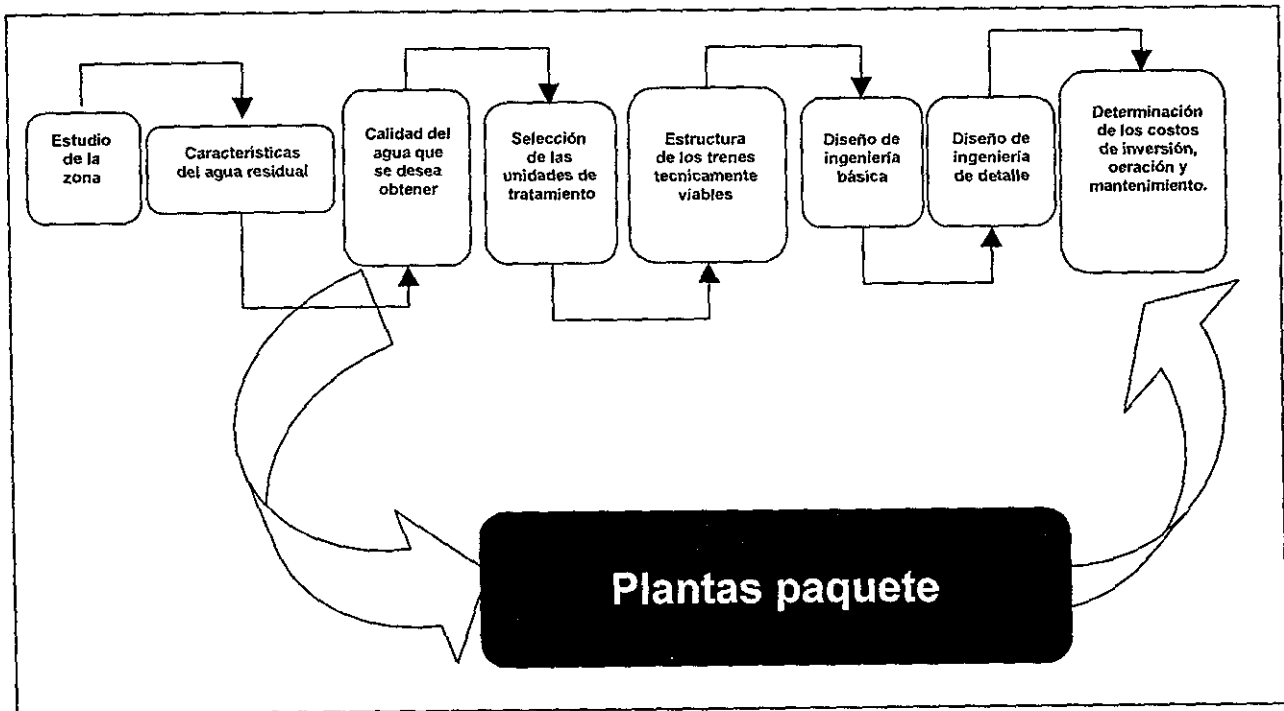 Estudio
de la
zona
Características
del agua residual
Calidad del
agua que
se desea
obtener
Selección
de las
unidades de
tratamiento
Estructura
de los trenes
tecnicamente
viables
Diseño de
ingeniería
básica
Diseño de
ingeniería
de detalle
Determinación
de los costos
de inversión,
oeración y
mantenimiento.
Plantas paquete